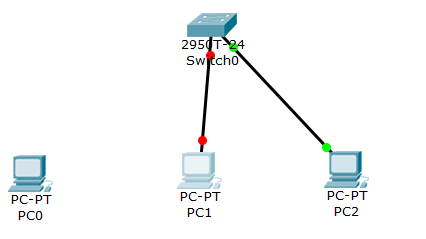 2950T-24
Switch0
PC-PT
PC0
PC-PT
PC1
PC-PT
PC2